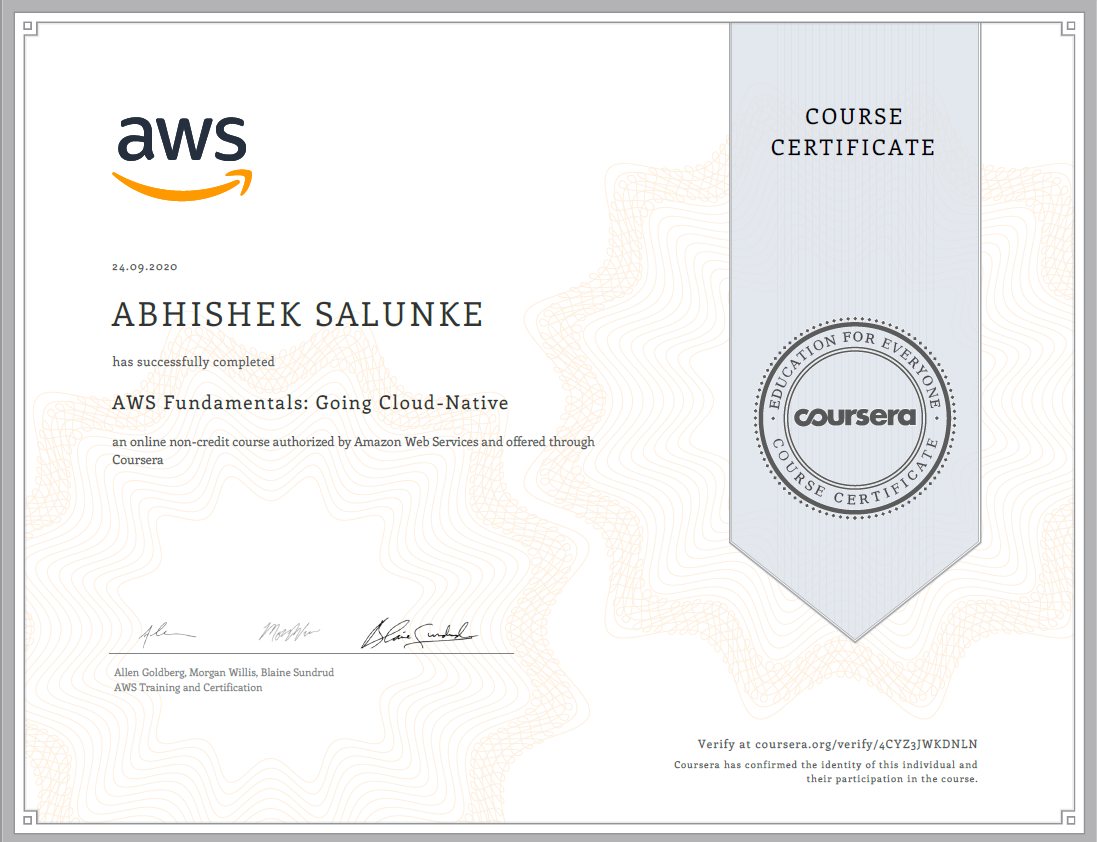 COURSE
CERTIFICATE
aws
24.09.2020
ABHISHEK SALUNKE
has successfully completed
AWS Fundamentals: Going Cloud-Native
an online non-credit course authorized by Amazon Web Services and offered through
Coursera
EDUCATION FOR EVERYONE
coursera
COURSE CERTIFICATE
Blaine Sundrud
Allen Goldberg, Morgan Willis, Blaine Sundrud
AWS Training and Certification
Verify at coursera.org/verify/4CYZ3JWKDNLN
Coursera has confirmed the identity of this individual and
their participation in the course.